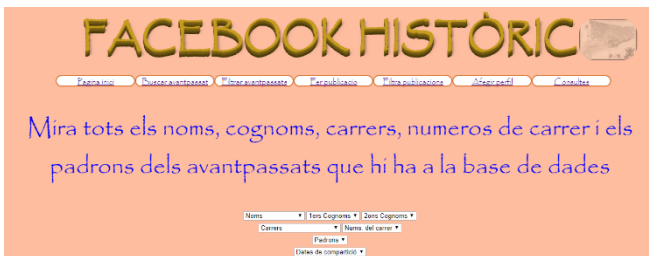 FACEBOOK HISTÒRIC
Pagina inici Buscar avantpassat Filtrar avantpassats Fer publicacio Filtra publicacions Afegir perfil Consultes
Mira tots els noms, cognoms, carrers, numeros de carrer i els
padrons dels avantpassats que hi ha a la base de dades
Noms 1ers Cognoms 2ons Cognoms
Carrers Nums. del carrer
Padrons
Dates de compartició